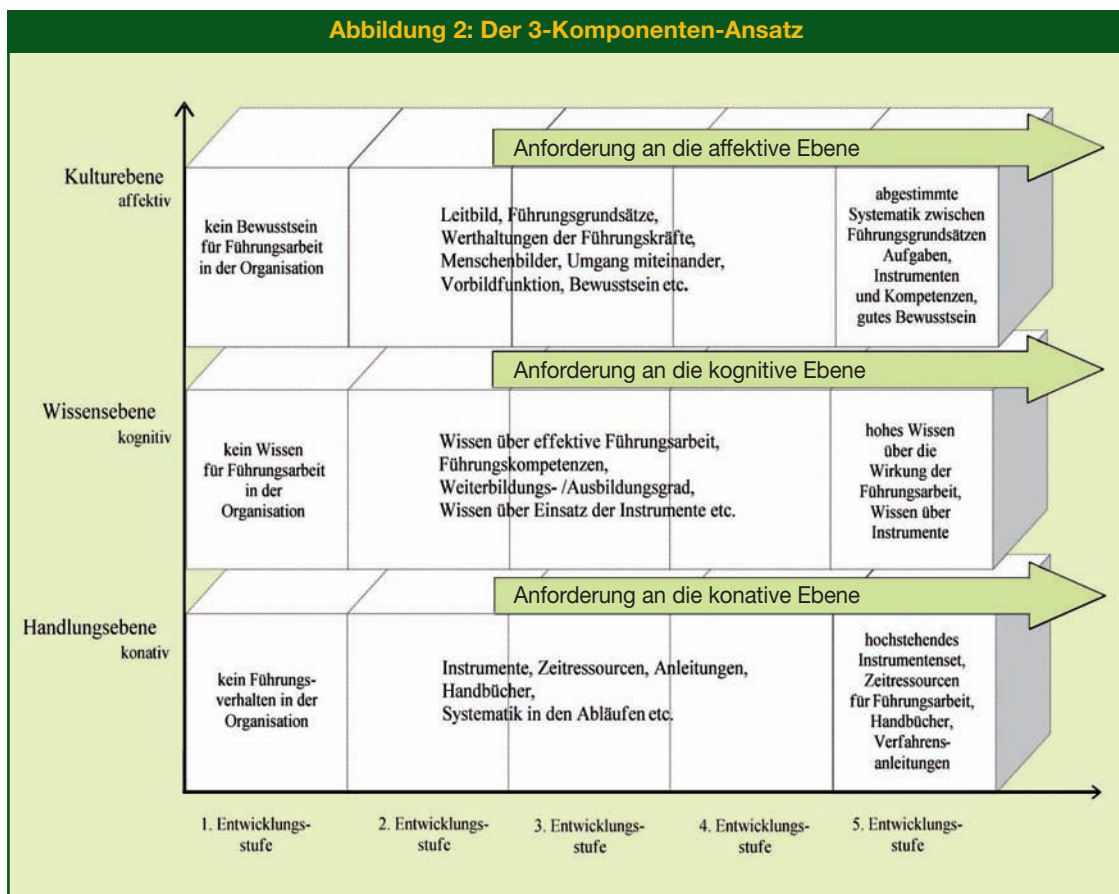 Abbildung 2: Der 3-Komponenten-Ansatz
Kulturebene
affektiv
Anforderung an die affektive Ebene
kein Bewusstsein
für Führungsarbeit
in der Organisation
Leitbild, Führungsgrundsätze,
Werthaltungen der Führungskräfte,
Menschenbilder, Umgang miteinander,
Vorbildfunktion, Bewusstsein etc.
abgestimmte
Systematik zwischen
Führungsgrundsätzen
Aufgaben,
Instrumenten
und Kompetenzen,
gutes Bewusstsein
Wissensebene
kognitiv
Anforderung an die kognitive Ebene
kein Wissen
für Führungsarbeit
in der
Organisation
Wissen über effektive Führungsarbeit,
Führungskompetenzen,
Weiterbildungs- /Ausbildungsgrad,
Wissen über Einsatz der Instrumente etc.
hohes Wissen
über die
Wirkung der
Führungsarbeit,
Wissen über
Instrumente
Handlungsebene
konativ
Anforderung an die konative Ebene
kein Führungs-
verhalten in der
Organisation
Instrumente, Zeitressourcen, Anleitungen,
Handbücher,
Systematik in den Abläufen etc.
hochstehendes
Instrumentenset,
Zeitressourcen
für Führungsarbeit,
Handbücher,
Verfahrens-
anleitungen
1. Entwicklungs-
stufe
2. Entwicklungs-
stufe
3. Entwicklungs-
stufe
4. Entwicklungs-
stufe
5. Entwicklungs-
stufe